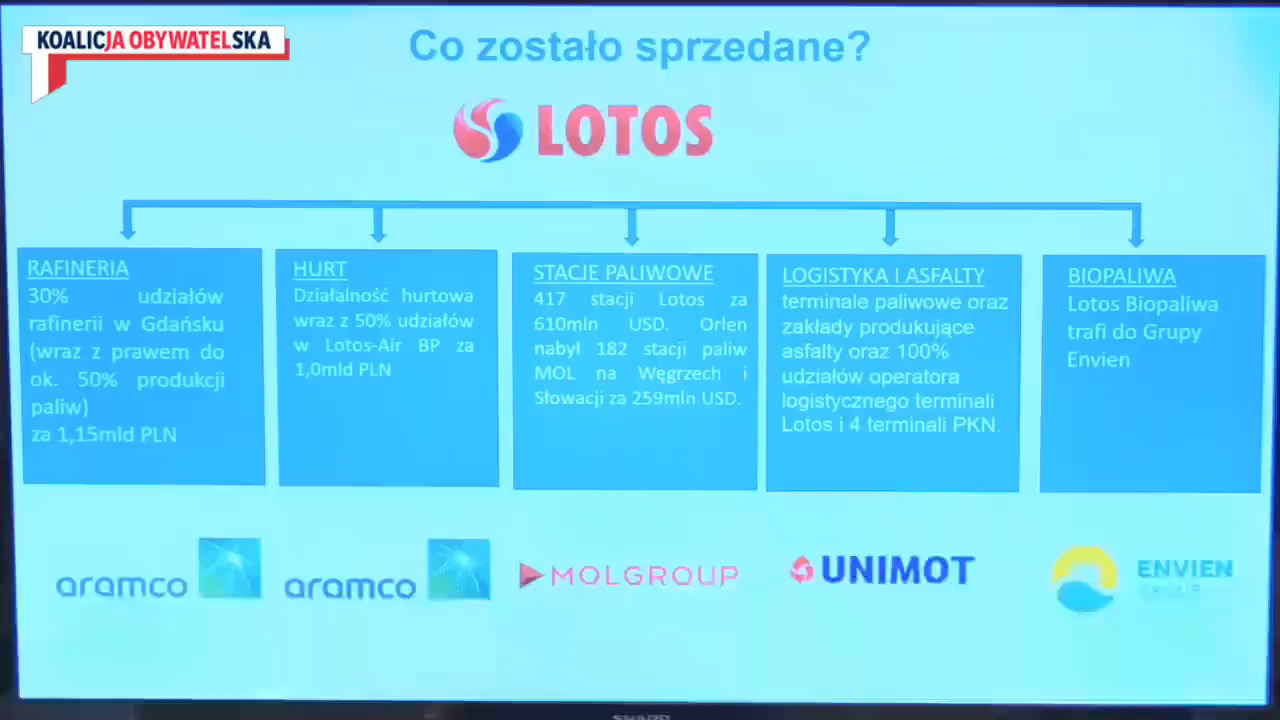 KOALICJA OBYWATELSKA
Co zostało sprzedane?
LOTOS
RAFINERIA
30% udziałów
rafinerii w Gdańsku
(wraz z prawem do
ok. 50% produkcji
paliw)
za 1,15mld PLN
HURT
Działalność hurtowa
wraz z 50% udziałów
w Lotos-Air BP za
1,0mld PLN
STACJE PALIWOWE
417 stacji Lotos za
610mln USD. Orlen
nabył 182 stacji paliw
MOL na Węgrzech i
Słowacji za 259mln USD.
LOGISTYKA I ASFALTY
terminale paliwowe oraz
zakłady produkujące
asfalty oraz 100%
udziałów operatora
logistycznego terminali
Lotos i 4 terminali PKN.
BIOPALIWA
Lotos Biopaliwa
trafi do Grupy
Envien
aramco
aramco
MOLGROUP
UNIMOT
ENVIEN